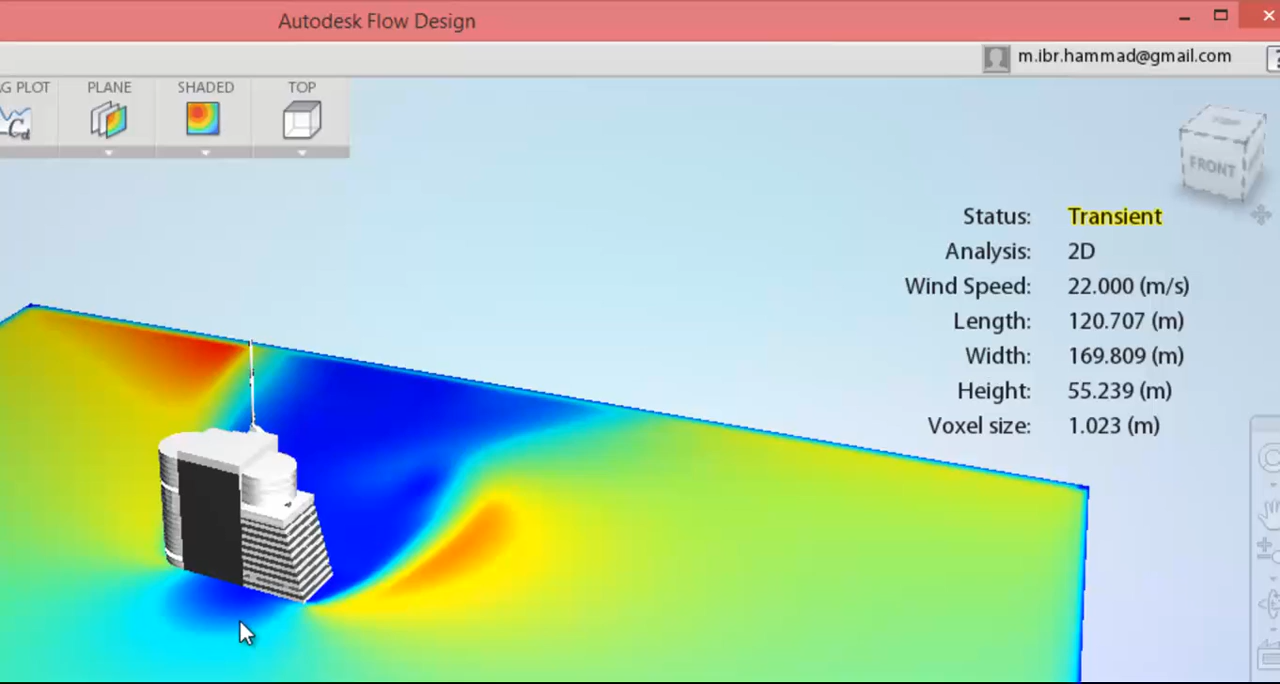 Autodesk Flow Design
m.ibr.hammad@gmail.com
?
G PLOT
PLANE
SHADED
TOP
Cd
FRONT
Status: Transient
Analysis: 2D
Wind Speed: 22.000 (m/s)
Length: 120.707 (m)
Width: 169.809 (m)
Height: 55.239 (m)
Voxel size: 1.023 (m)